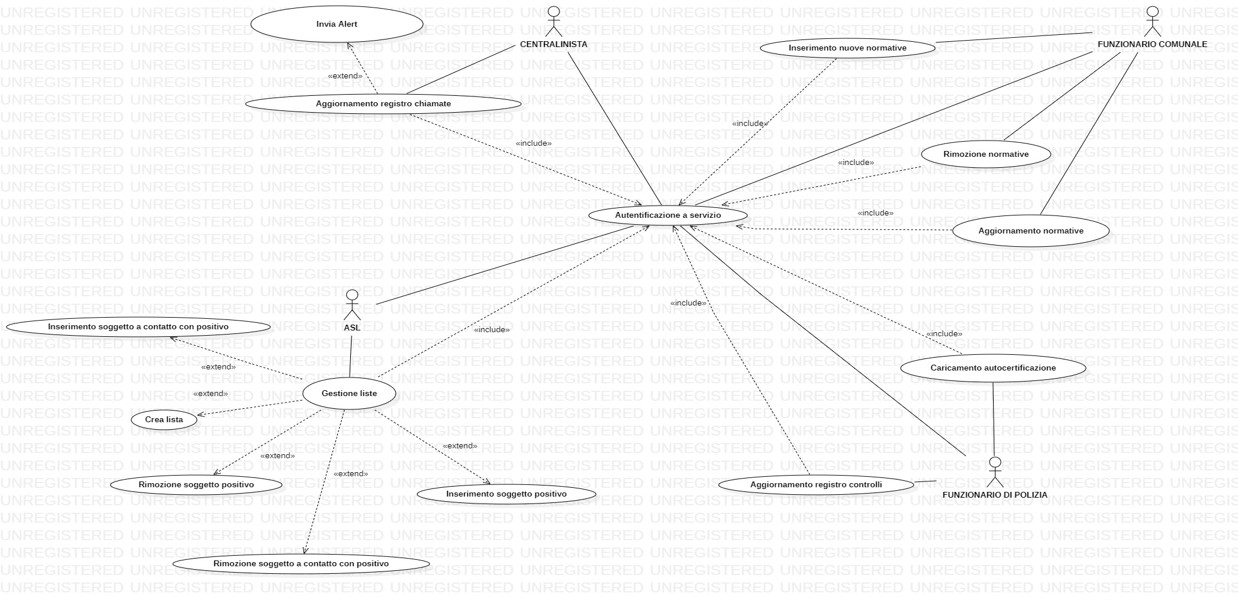 Invia Alert
CENTRALINISTA
Inserimento nuove normative
FUNZIONARIO COMUNALE
«extend»
Aggiornamento registro chiamate
«include»
«include»
«include»
Rimozione normative
Autentificazione a servizio
«include»
Aggiornamento normative
ASL
«include»
«include»
Inserimento soggetto a contatto con positivo
«include»
«extend»
Caricamento autocertificazione
«extend»
Gestione liste
Crea lista
«extend»
«extend»
«extend»
Rimozione soggetto positivo
Inserimento soggetto positivo
Aggiornamento registro controlli
FUNZIONARIO DI POLIZIA
Rimozione soggetto a contatto con positivo
UNREGISTERED